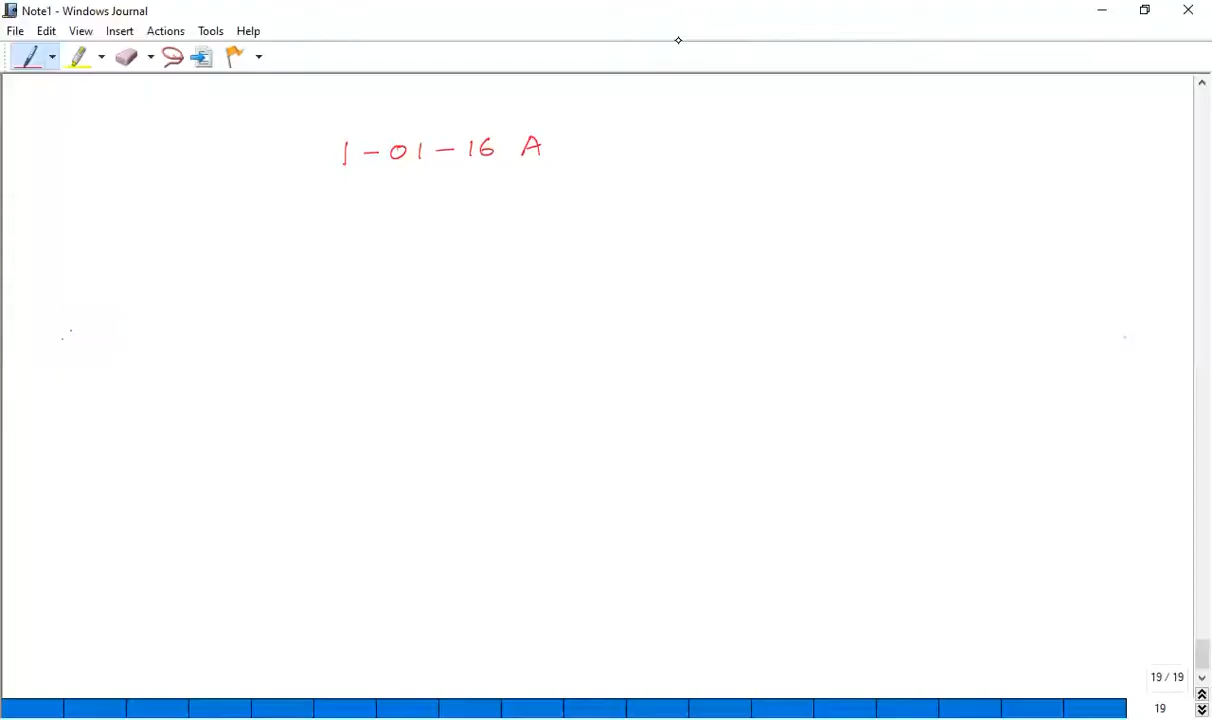 Note1 - Windows Journal
File Edit View Insert Actions Tools Help
1 - 01 - 16 A
19 / 19
19